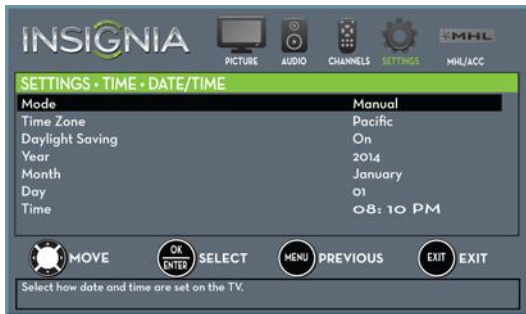 INSIGNIA
PICTURE AUDIO CHANNELS SETTINGS MHL MHL/ACC
SETTINGS • TIME • DATE/TIME
Mode Manual
Time Zone Pacific
Daylight Saving On
Year 2014
Month January
Day 01
Time 08: 10 PM
MOVE OK ENTER SELECT MENU PREVIOUS EXIT EXIT
Select how date and time are set on the TV.